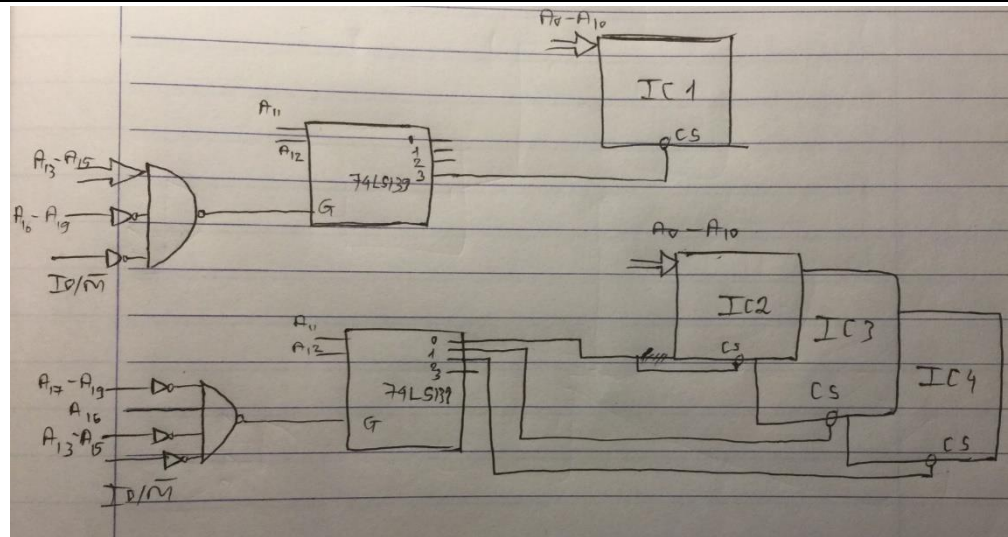 A0-A10
IC1
CS
A11
A12
0
1
2
3
74LS139
G
A13-A15
A16-A19
IO/M̅
A0-A10
IC2
CS
IC3
CS
IC4
CS
A11
A12
0
1
2
3
74LS139
G
A17-A19
A16
A13-A15
IO/M̅